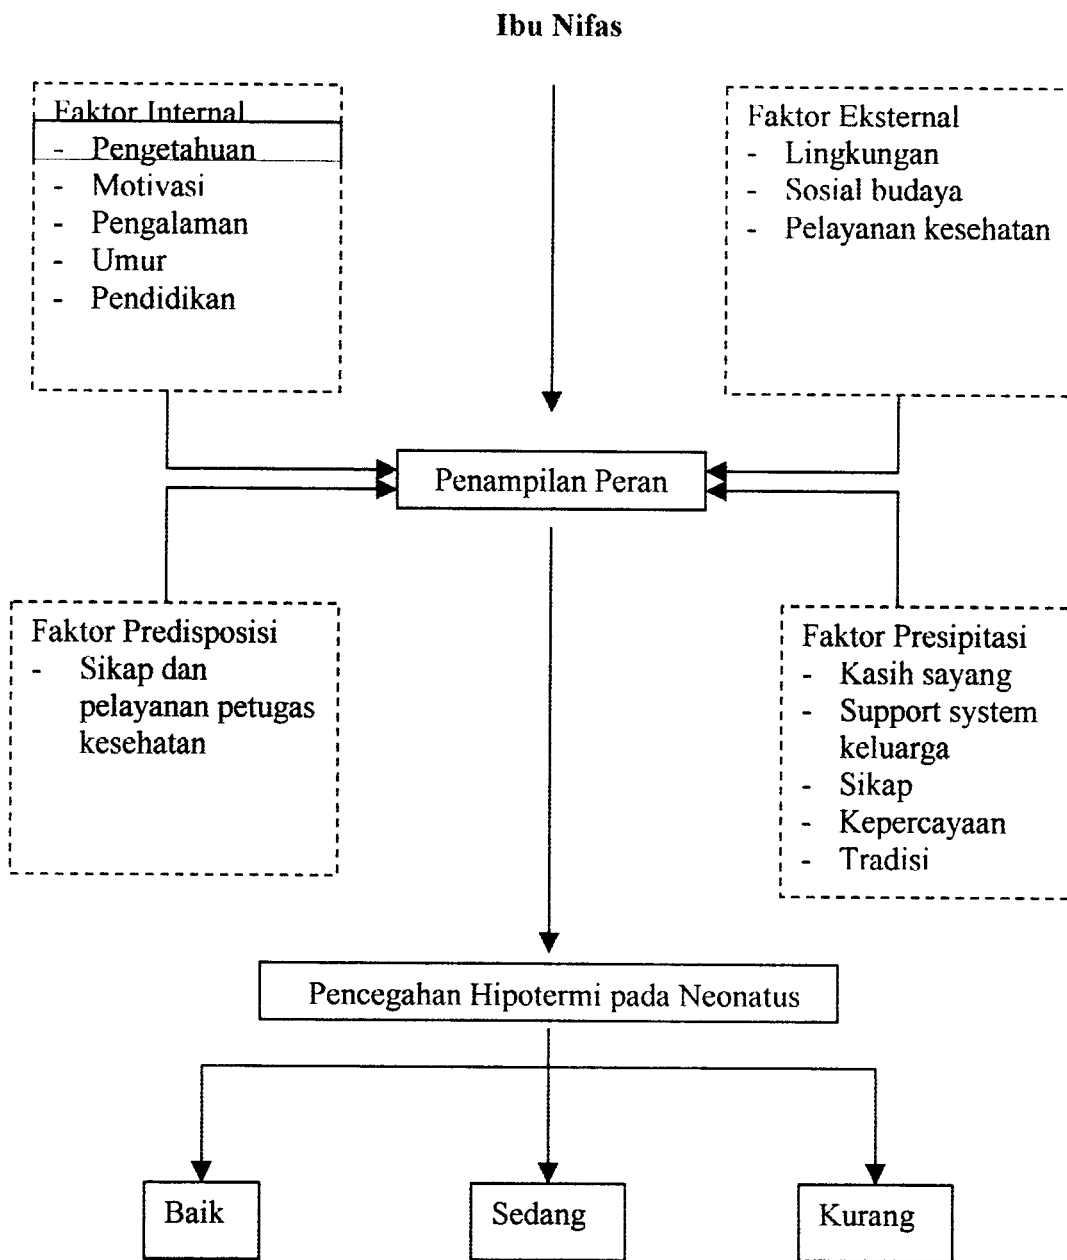 Ibu Nifas
Faktor Internal
- Pengetahuan
- Motivasi
- Pengalaman
- Umur
- Pendidikan
Faktor Eksternal
- Lingkungan
- Sosial budaya
- Pelayanan kesehatan
Penampilan Peran
Faktor Predisposisi
- Sikap dan
pelayanan petugas
kesehatan
Faktor Presipitasi
- Kasih sayang
- Support system
keluarga
- Sikap
- Kepercayaan
- Tradisi
Pencegahan Hipotermi pada Neonatus
Baik
Sedang
Kurang